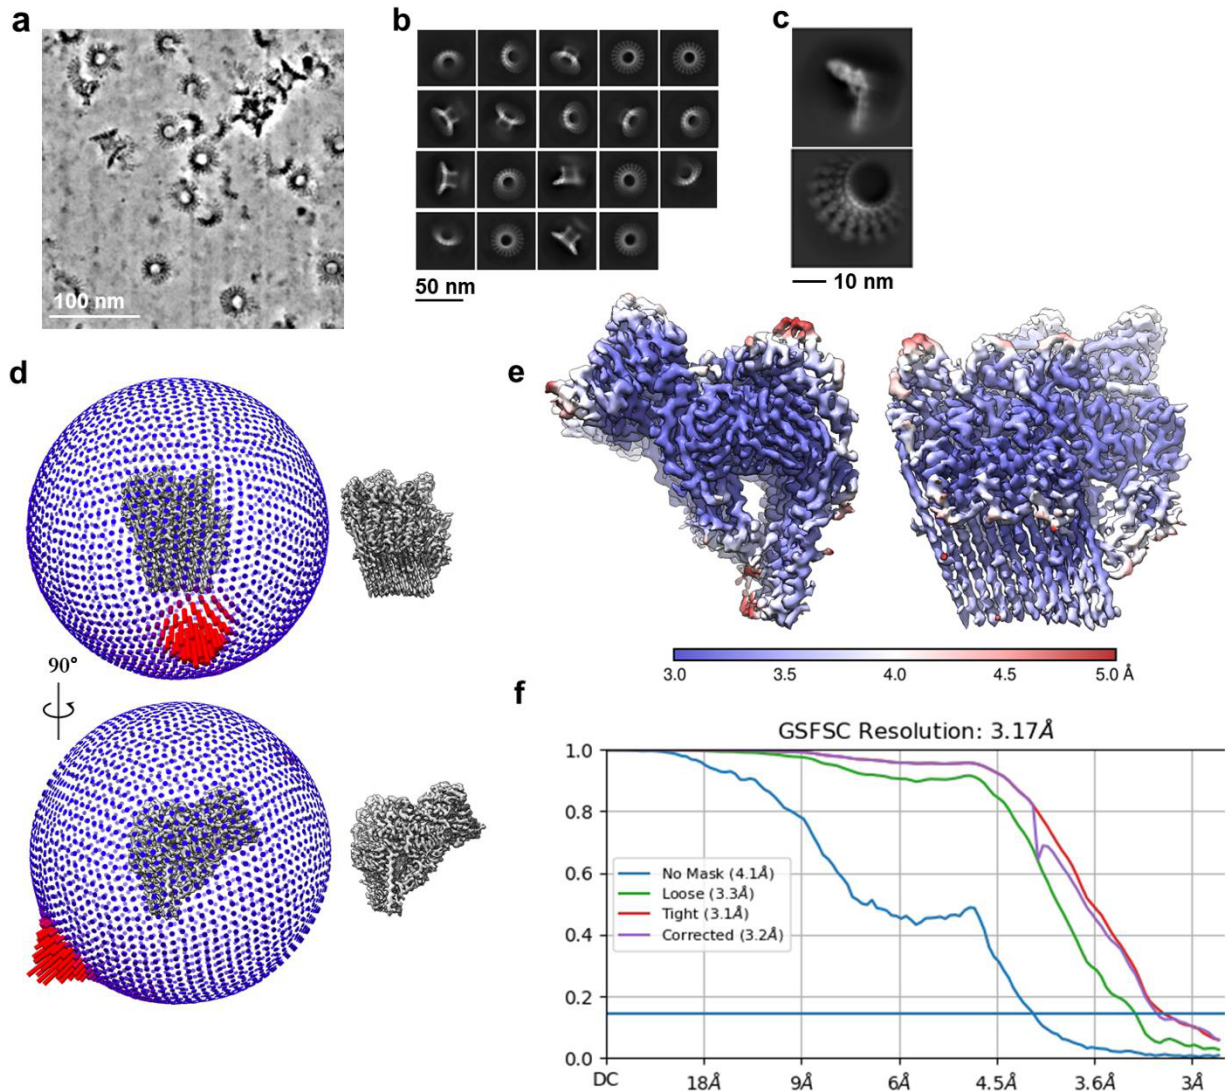 a
b
c
100 nm
50 nm
10 nm
d
e
90°
3.0 3.5 4.0 4.5 5.0 Å
f
GSFSC Resolution: 3.17Å
1.0
0.8
0.6
0.4
0.2
0.0
No Mask (4.1Å)
Loose (3.3Å)
Tight (3.1Å)
Corrected (3.2Å)
DC 18Å 9Å 6Å 4.5Å 3.6Å 3Å